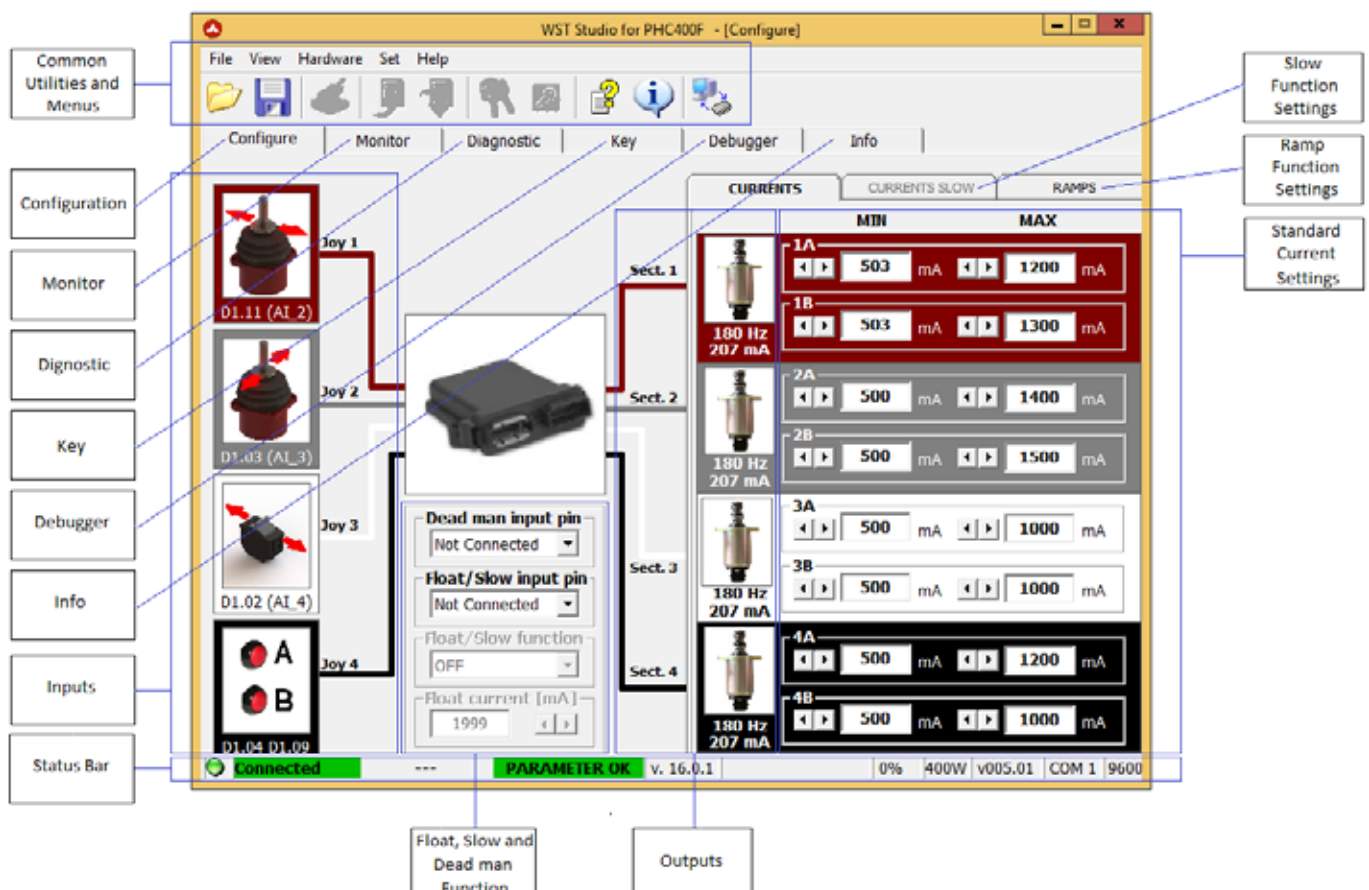 WST Studio for PHC400F - [Configure]
File View Hardware Set Help
Configure Monitor Diagnostic Key Debugger Info
Common
Utilities and
Menus
Configuration
Monitor
Dignostic
Key
Debugger
Info
Inputs
Status Bar
Slow
Function
Settings
Ramp
Function
Settings
Standard
Current
Settings
D1.11 (AI_2)
Joy 1
D1.03 (AI_3)
Joy 2
D1.02 (AI_4)
Joy 3
A
B
D1.04 D1.09
Joy 4
Dead man input pin
Not Connected
Float/Slow input pin
Not Connected
Float/Slow function
OFF
Float current [mA]
1999
Sect. 1
Sect. 2
Sect. 3
Sect. 4
CURRENTS CURRENTS SLOW RAMPS
MIN MAX
180 Hz
207 mA
1A
503 mA 1200 mA
1B
503 mA 1300 mA
180 Hz
207 mA
2A
500 mA 1400 mA
2B
500 mA 1500 mA
180 Hz
207 mA
3A
500 mA 1000 mA
3B
500 mA 1000 mA
180 Hz
207 mA
4A
500 mA 1200 mA
4B
500 mA 1000 mA
Connected --- PARAMETER OK v. 16.0.1 0% 400W v005.01 COM 1 9600
Float, Slow and
Dead man
Function
Outputs